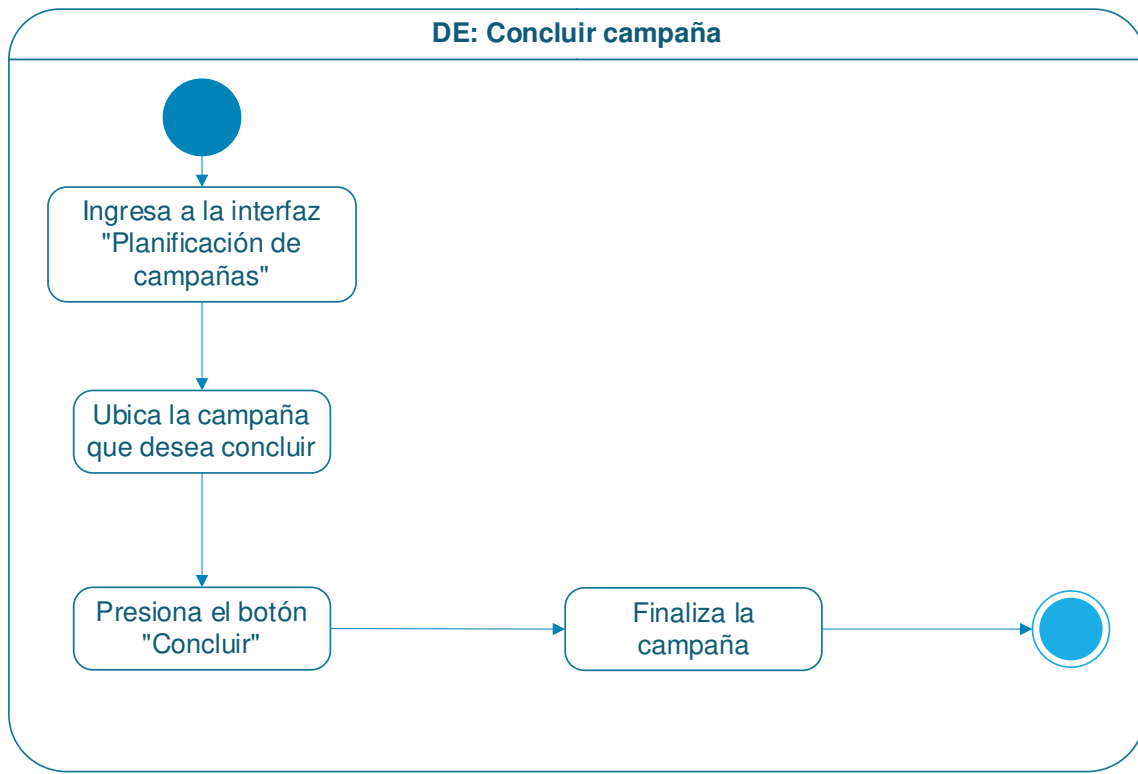 DE: Concluir campaña
Ingresa a la interfaz
"Planificación de
campañas"
Ubica la campaña
que desea concluir
Presiona el botón
"Concluir"
Finaliza la
campaña